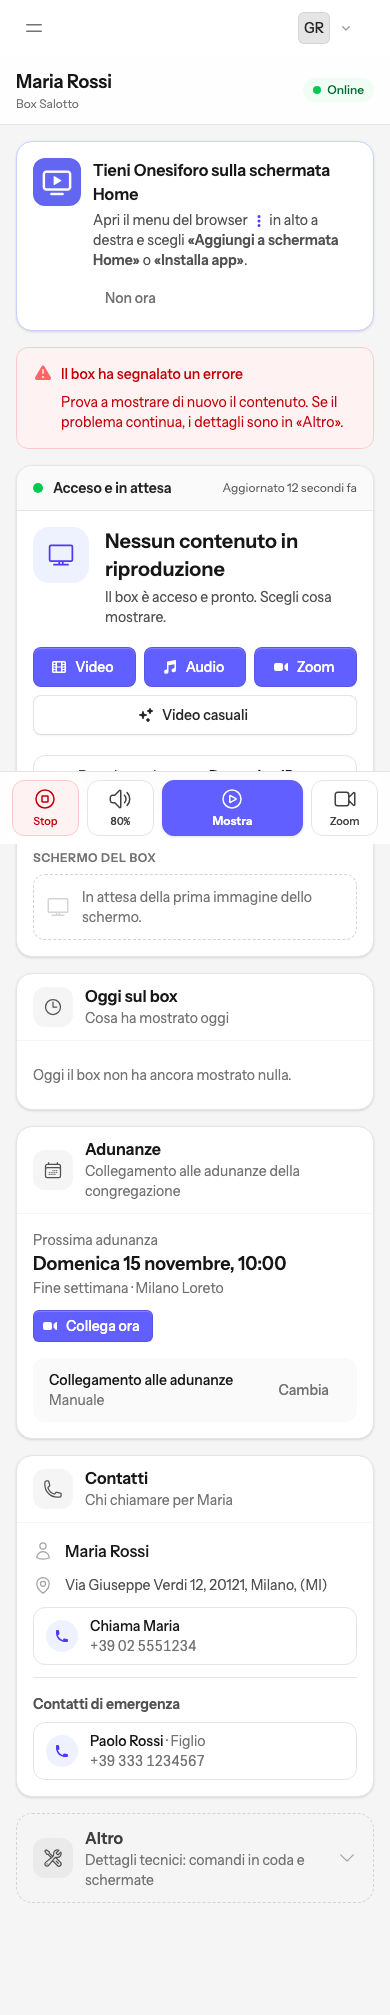 GR
Maria Rossi
Box Salotto
Online
Tieni Onesiforo sulla schermata
Home
Apri il menu del browser in alto a
destra e scegli «Aggiungi a schermata
Home» o «Installa app».
Non ora
Il box ha segnalato un errore
Prova a mostrare di nuovo il contenuto. Se il
problema continua, i dettagli sono in «Altro».
Acceso e in attesa
Aggiornato 12 secondi fa
Nessun contenuto in
riproduzione
Il box è acceso e pronto. Scegli cosa
mostrare.
Video
Audio
Zoom
Video casuali
Stop
80%
Mostra
Zoom
SCHERMO DEL BOX
In attesa della prima immagine dello
schermo.
Oggi sul box
Cosa ha mostrato oggi
Oggi il box non ha ancora mostrato nulla.
Adunanze
Collegamento alle adunanze della
congregazione
Prossima adunanza
Domenica 15 novembre, 10:00
Fine settimana · Milano Loreto
Collega ora
Collegamento alle adunanze
Manuale
Cambia
Contatti
Chi chiamare per Maria
Maria Rossi
Via Giuseppe Verdi 12, 20121, Milano, (MI)
Chiama Maria
+39 02 5551234
Contatti di emergenza
Paolo Rossi · Figlio
+39 333 1234567
Altro
Dettagli tecnici: comandi in coda e
schermate